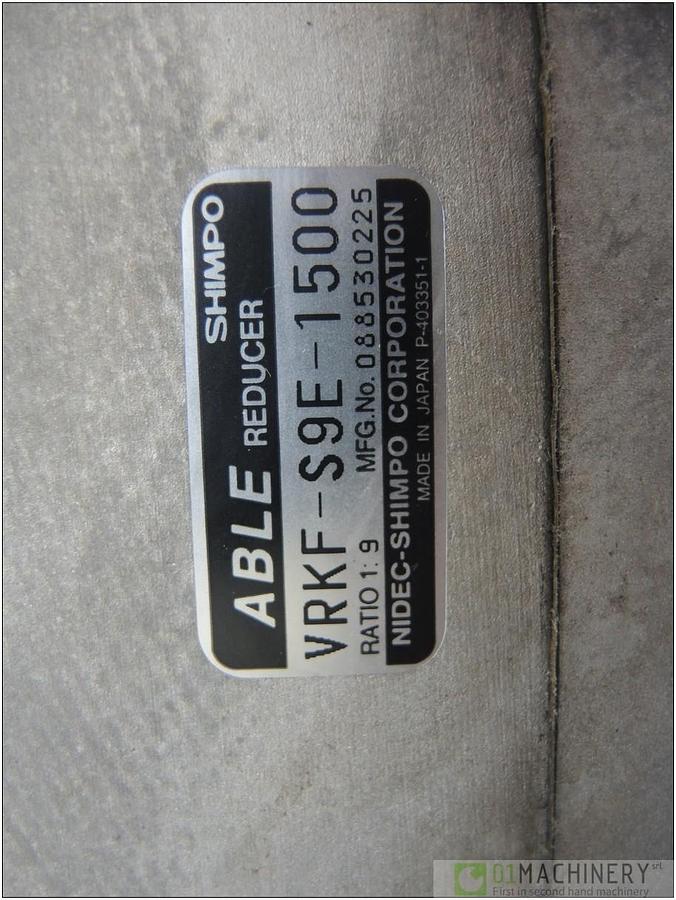 ABLE REDUCER SHIMPO
VRKF-S9E-1500
RATIO 1:9 MFG.No. 088530225
NIDEC-SHIMPO CORPORATION
MADE IN JAPAN P-403351-1
01MACHINERY srl
First in second hand machinery